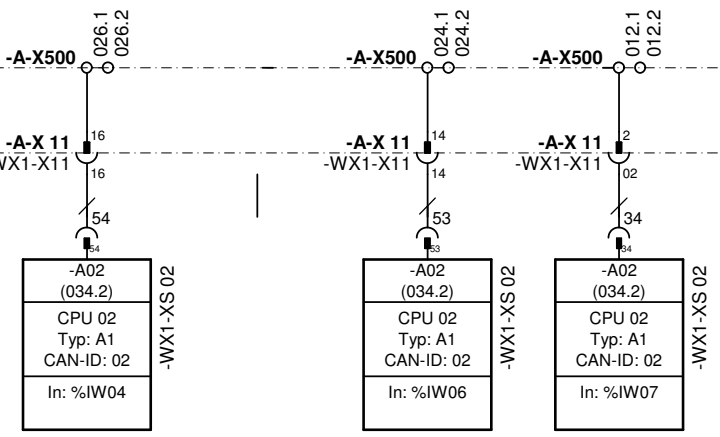 026.1
026.2
-A-X500
-A-X 11
16
WX1-X11
16
54
54
-A02
(034.2)
CPU 02
Typ: A1
CAN-ID: 02
In: %IW04
-WX1-XS 02
024.1
024.2
-A-X500
-A-X 11
14
-WX1-X11
14
53
53
-A02
(034.2)
CPU 02
Typ: A1
CAN-ID: 02
In: %IW06
-WX1-XS 02
012.1
012.2
-A-X500
-A-X 11
2
-WX1-X11
02
34
34
-A02
(034.2)
CPU 02
Typ: A1
CAN-ID: 02
In: %IW07
-WX1-XS 02